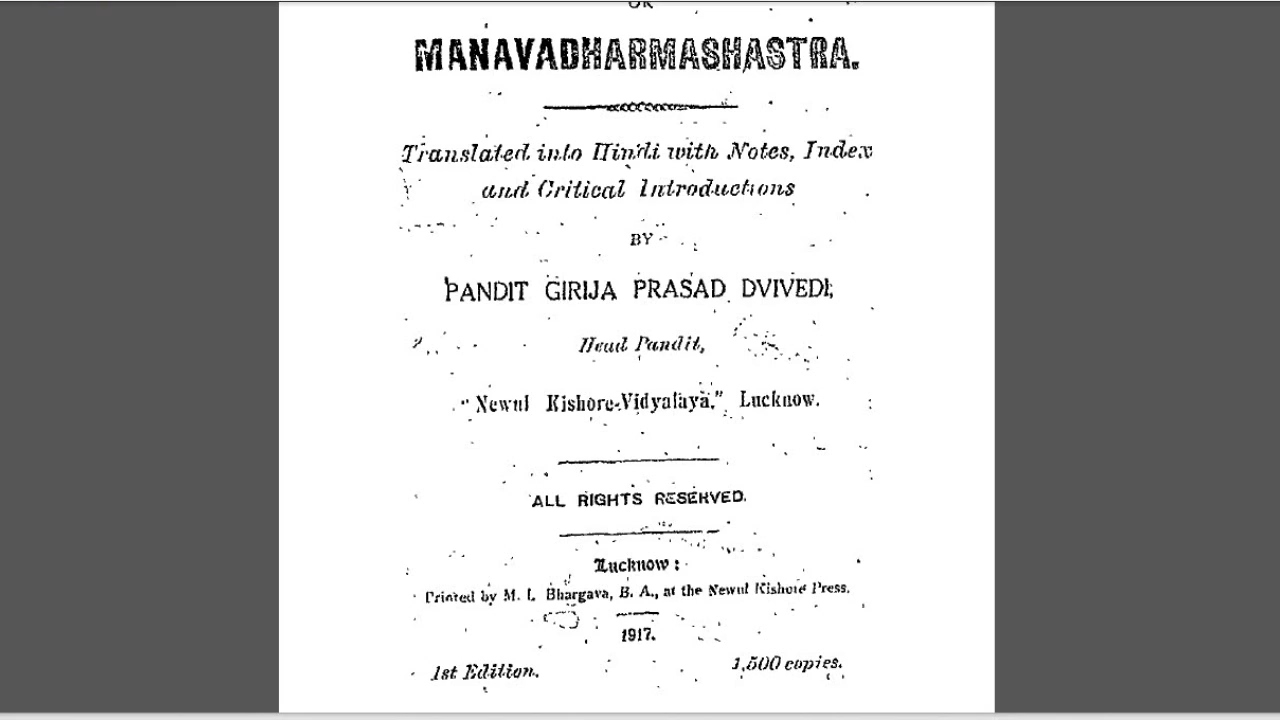 OR
MANAVADHARMASHASTRA.
Translated into Hindi with Notes, Index
and Critical Introductions
BY
PANDIT GIRIJA PRASAD DVIVEDI,
Head Pandit,
"Newul Kishore-Vidyalaya," Lucknow.
ALL RIGHTS RESERVED.
Lucknow:
Printed by M. L. Bhargava, B. A., at the Newul Kishore Press.
1917.
1st Edition. 1,500 copies.